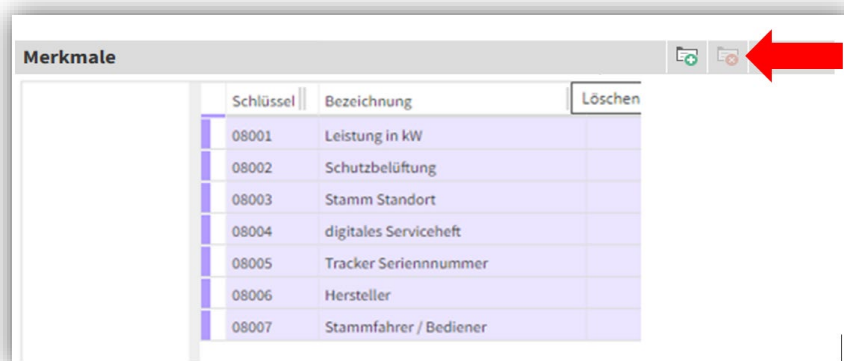 Merkmale
Schlüssel Bezeichnung Löschen
08001 Leistung in kW
08002 Schutzbelüftung
08003 Stamm Standort
08004 digitales Serviceheft
08005 Tracker Seriennnummer
08006 Hersteller
08007 Stammfahrer / Bediener